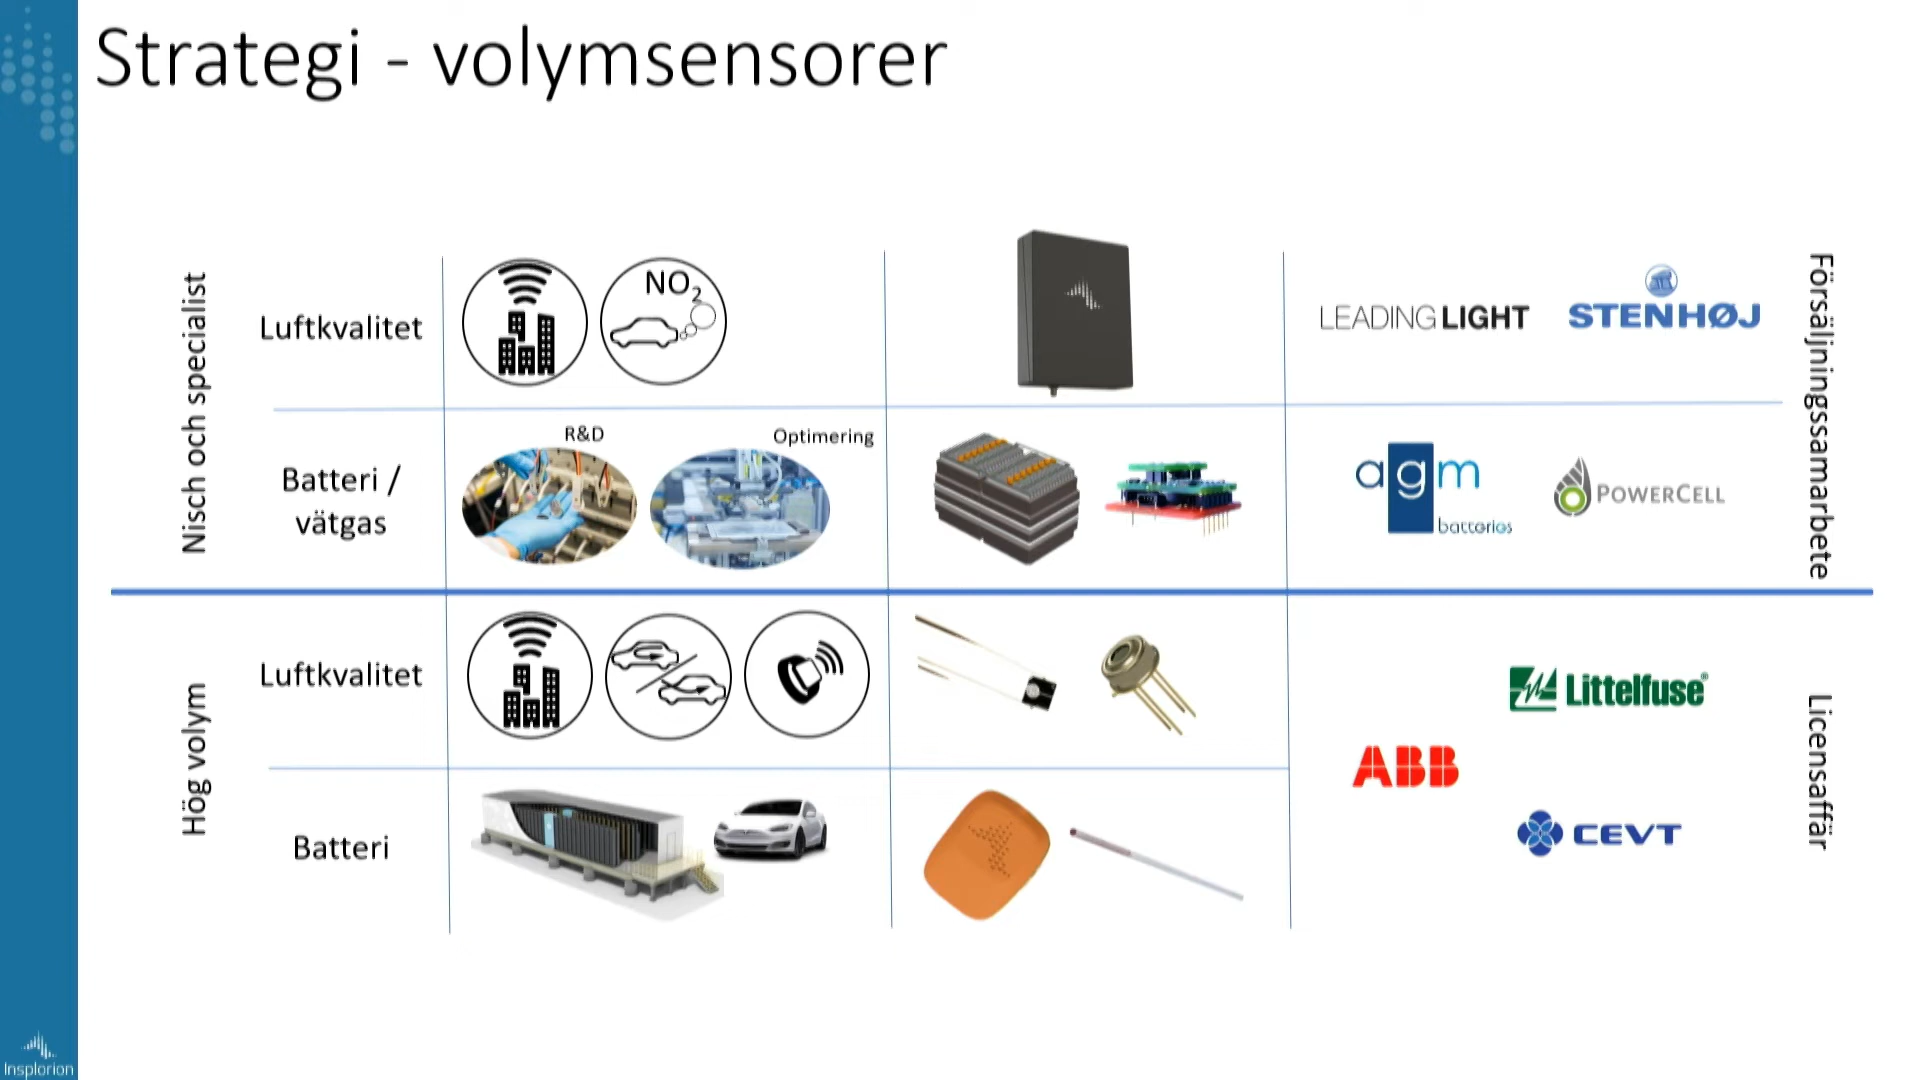 Strategi - volymsensorer
Nisch och specialist
Luftkvalitet
NO2
LEADING LIGHT
STENHØJ
Försäljningssamarbete
Batteri /
vätgas
R&D
Optimering
agm
batteries
POWERCELL
Hög volym
Luftkvalitet
Littelfuse®
ABB
Licensaffär
Batteri
CEVT
Insplorion